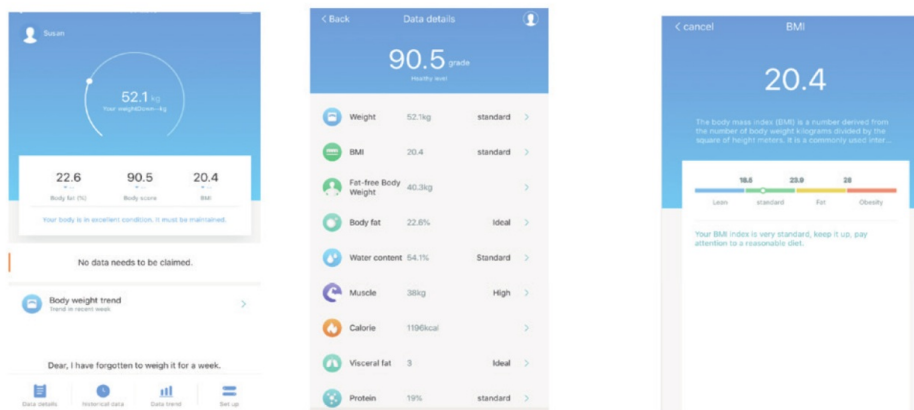 Susan
52.1 kg
Your weightDown--kg
22.6
90.5
20.4
Body fat (%)
Body score
BMI
Your body is in excellent condition. It must be maintained.
No data needs to be claimed.
Body weight trend
Trend in recent week
Dear, I have forgotten to weigh it for a week.
Data details
historical data
Data trend
Set up
< Back
Data details
90.5 grade
Healthy level
Weight 52.1kg standard >
BMI 20.4 standard >
Fat-free Body
Weight
40.3kg
Body fat 22.6% Ideal >
Water content 54.1% Standard >
Muscle 38kg High >
Calorie 1196kcal >
Visceral fat 3 Ideal >
Protein 19% standard >
< cancel
BMI
20.4
The body mass index (BMI) is a number derived from
the number of body weight kilograms divided by the
square of height meters. It is a commonly used inter...
18.5 23.9 28
Lean standard Fat Obesity
Your BMI index is very standard, keep it up, pay
attention to a reasonable diet.